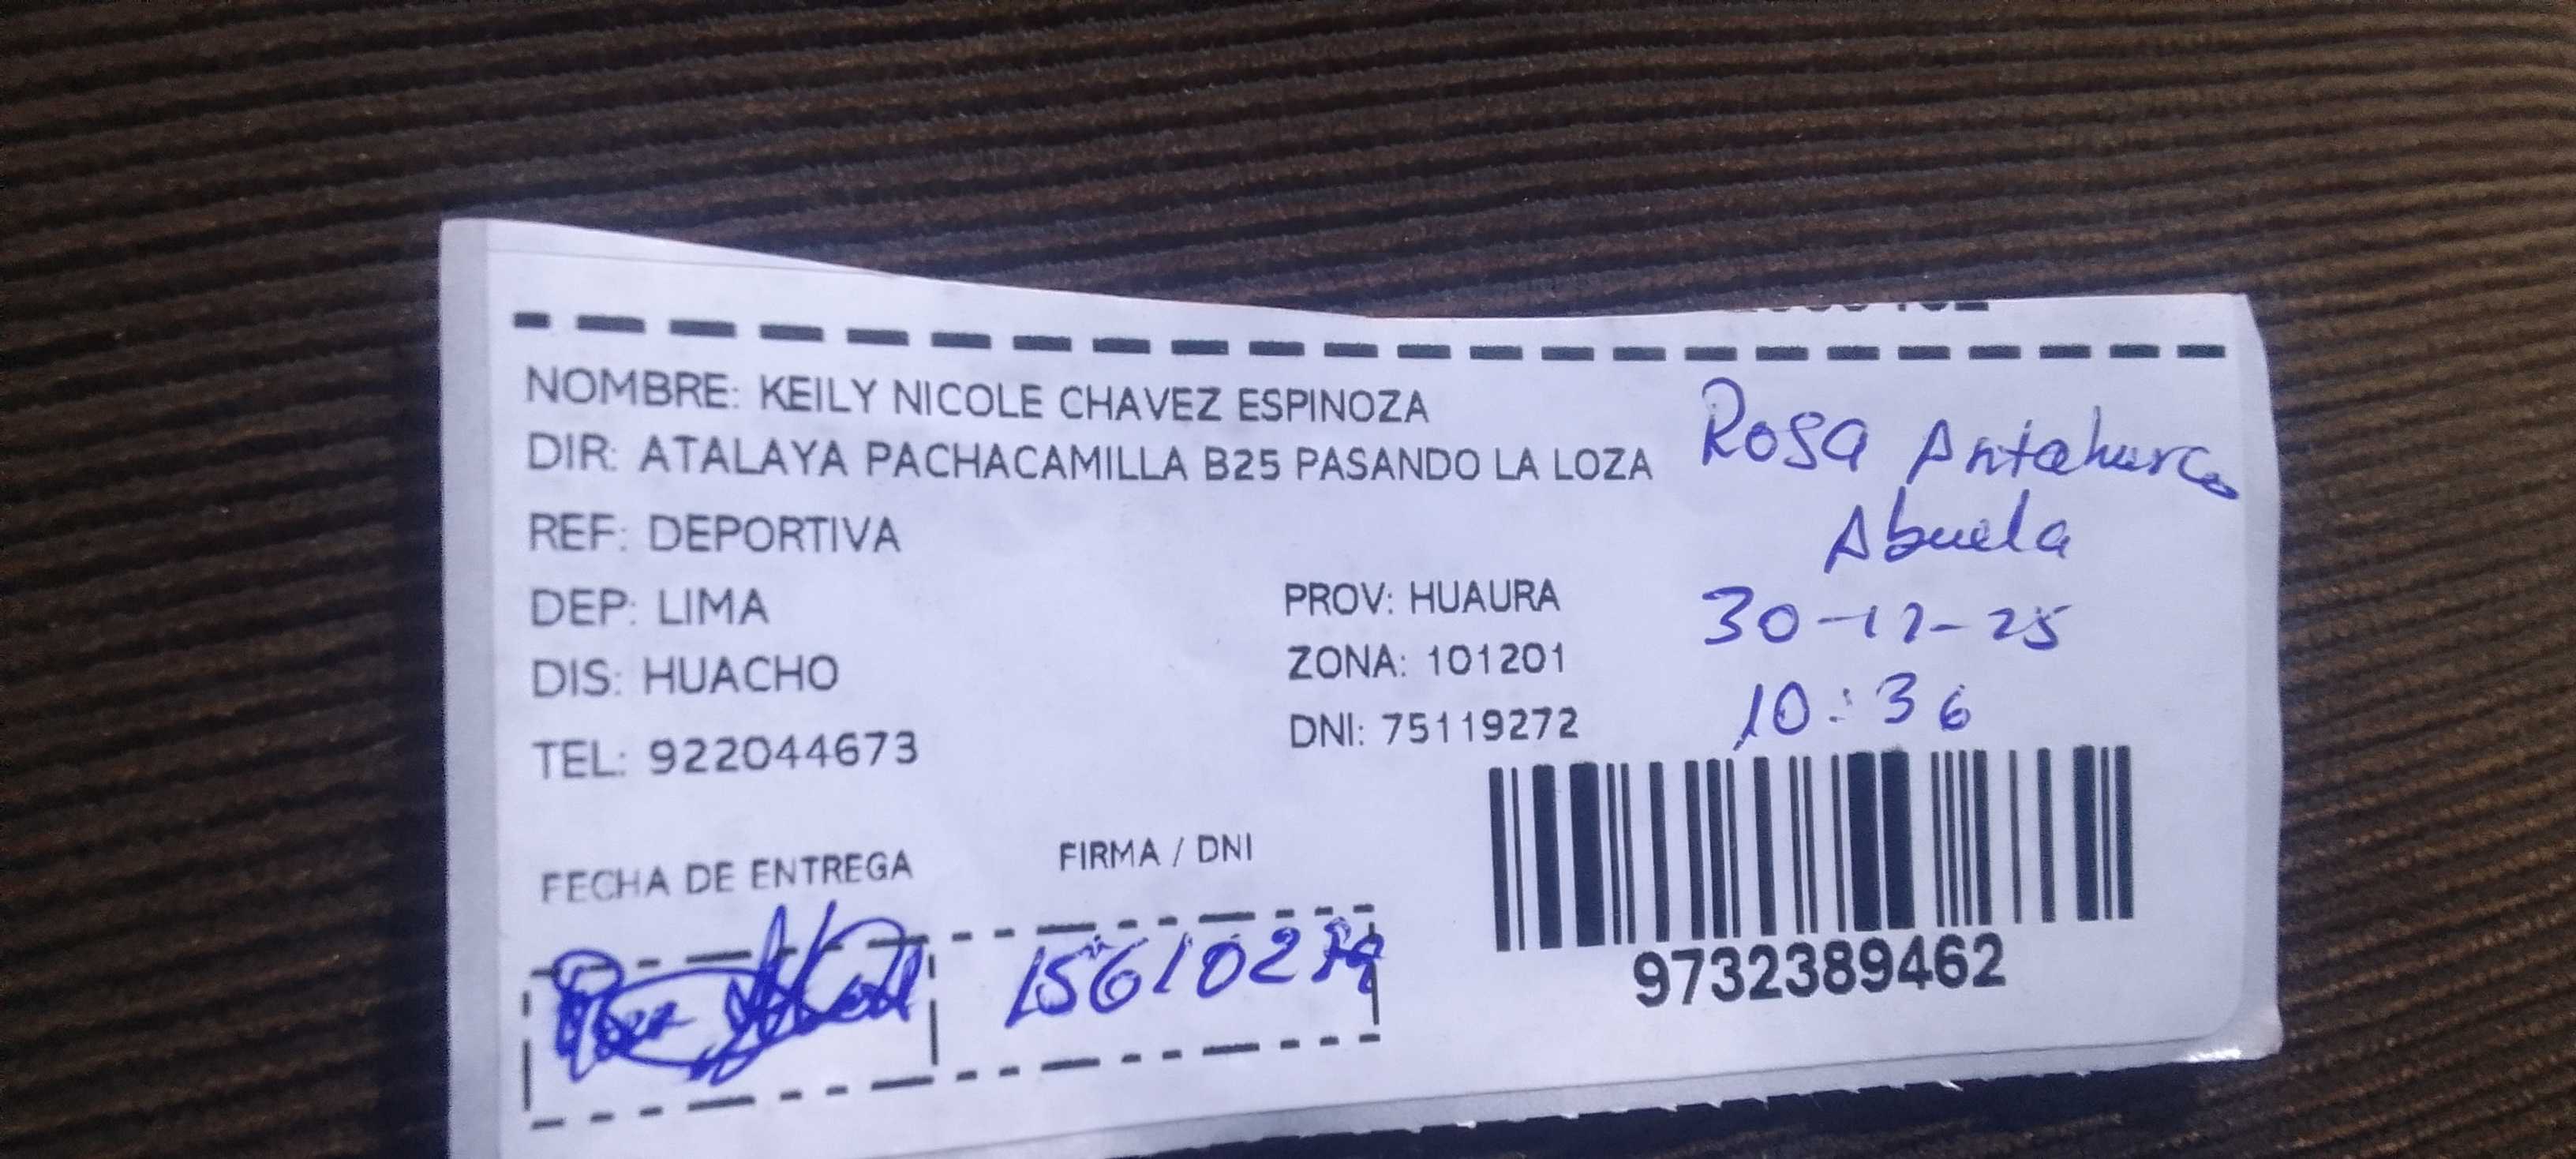 NOMBRE: KEILY NICOLE CHAVEZ ESPINOZA
DIR: ATALAYA PACHACAMILLA B25 PASANDO LA LOZA
REF: DEPORTIVA
DEP: LIMA
PROV: HUAURA
DIS: HUACHO
ZONA: 101201
TEL: 922044673
DNI: 75119272
Rosa
Abuela
30-12-25
10:36
FECHA DE ENTREGA
FIRMA / DNI
9732389462